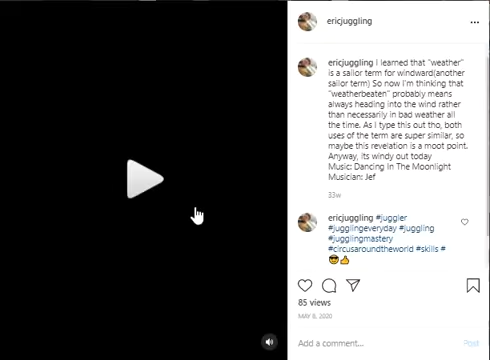 ericjuggling
ericjuggling I learned that "weather"
is a sailor term for windward(another
sailor term) So now I'm thinking that
"weatherbeaten" probably means
always heading into the wind rather
than necessarily in bad weather all
the time. As I type this out tho, both
uses of the term are super similar, so
maybe this revelation is a moot point.
Anyway, its windy out today
Music: Dancing In The Moonlight
Musician: Jef
33w
ericjuggling #juggler
#jugglingeveryday #juggling
#jugglingmastery
#circusaroundtheworld #skills #
😎👍
85 views
MAY 6, 2020
Add a comment...
Post